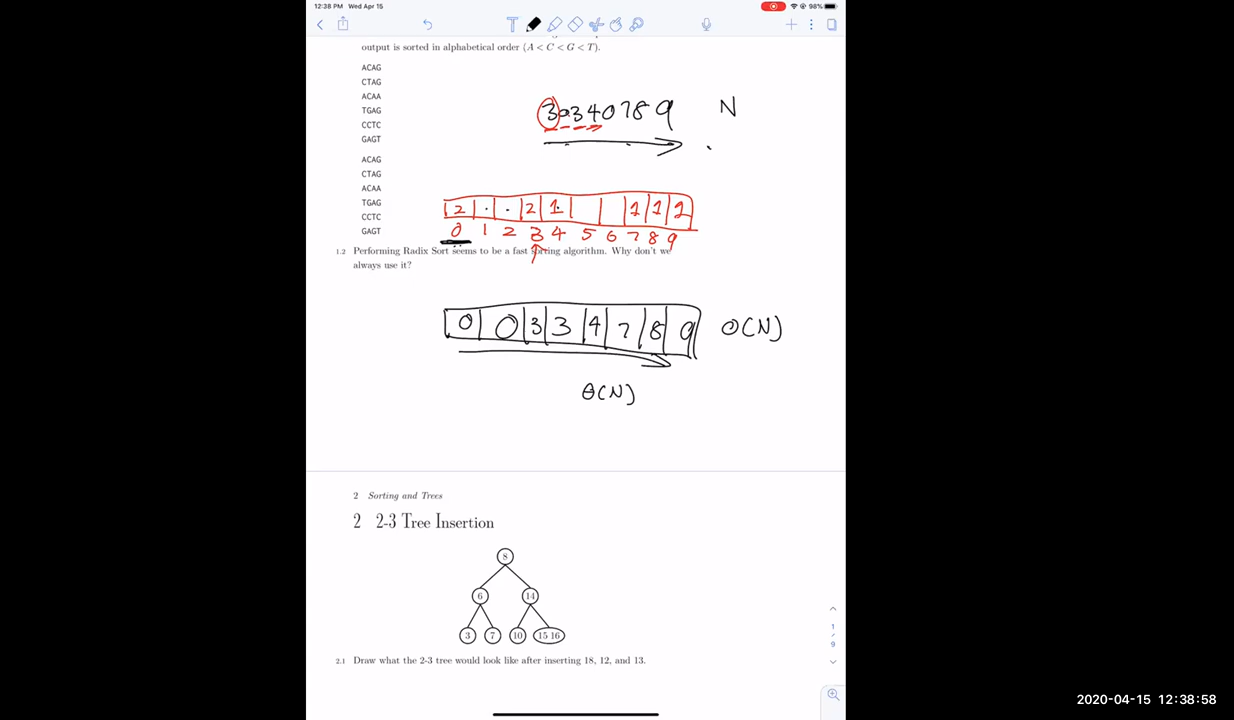 12:38 PM Wed Apr 15
98%
output is sorted in alphabetical order (A < C < G < T).
ACAG
CTAG
ACAA
TGAG
CCTC
GAGT
30340789 N
ACAG
CTAG
ACAA
TGAG
CCTC
GAGT
2 2 1 1 1 1
0 1 2 3 4 5 6 7 8 9
1.2 Performing Radix Sort seems to be a fast sorting algorithm. Why don't we
always use it?
0 0 3 3 4 7 8 9 Θ(N)
Θ(N)
2 Sorting and Trees
2 2-3 Tree Insertion
8
6 14
3 7 10 15 16
2.1 Draw what the 2-3 tree would look like after inserting 18, 12, and 13.
1
/
9
2020-04-15 12:38:58